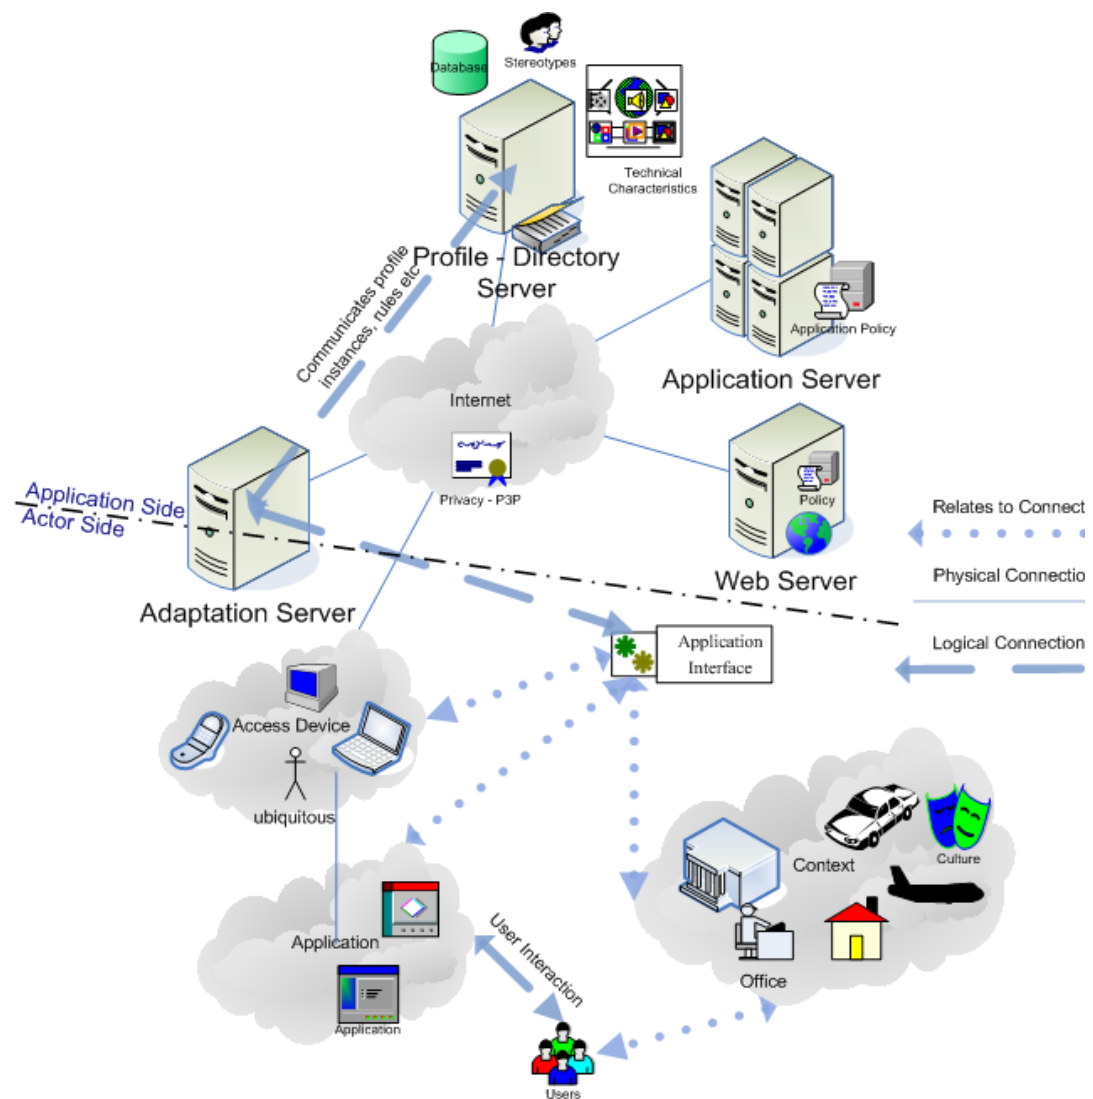 Database
Stereotypes
Technical
Characteristics
Profile - Directory
Server
Communicates profile
instances, rules etc
Application Policy
Application Server
Internet
Privacy - P3P
Policy
Web Server
Application Side
Actor Side
Adaptation Server
Relates to Connect
Physical Connectio
Logical Connection
Application
Interface
Access Device
ubiquitous
Context
Culture
Office
Application
Application
User Interaction
Users